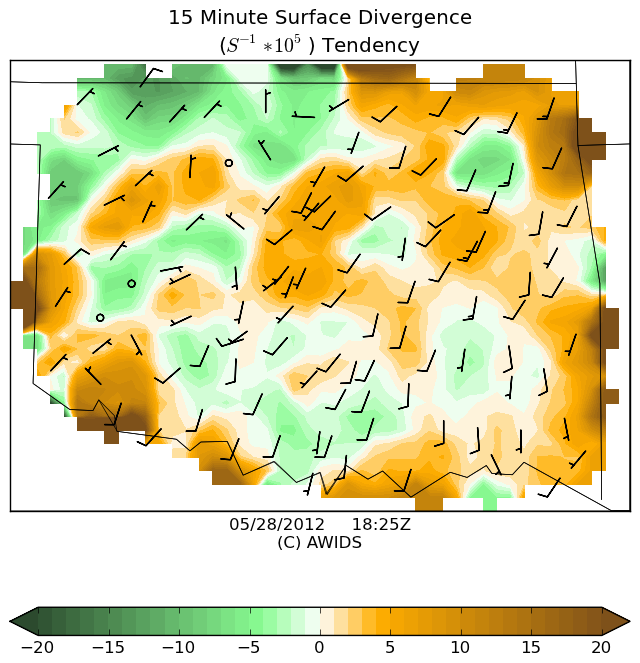 15 Minute Surface Divergence
(S⁻¹ * 10⁵ ) Tendency
05/28/2012 18:25Z
(C) AWIDS
−20 −15 −10 −5 0 5 10 15 20